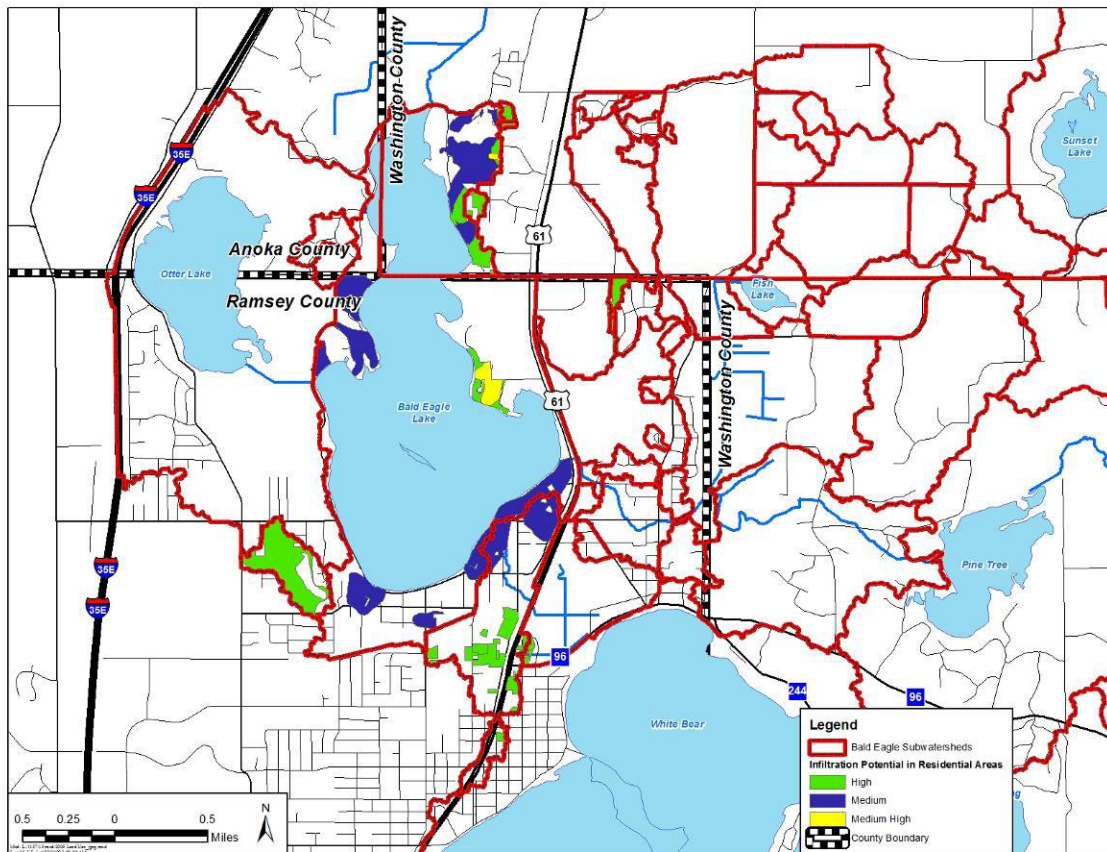 Washington County
Sunset
Lake
35E
35E
61
Anoka County
Otter Lake
Ramsey County
Fish
Lake
Washington County
61
Bald Eagle
Lake
35E
35E
Pine Tree
96
244
96
White Bear
Legend
Bald Eagle Subwatersheds
Infiltration Potential in Residential Areas
High
Medium
Medium High
County Boundary
0.5 0.25 0 0.5
Miles
N